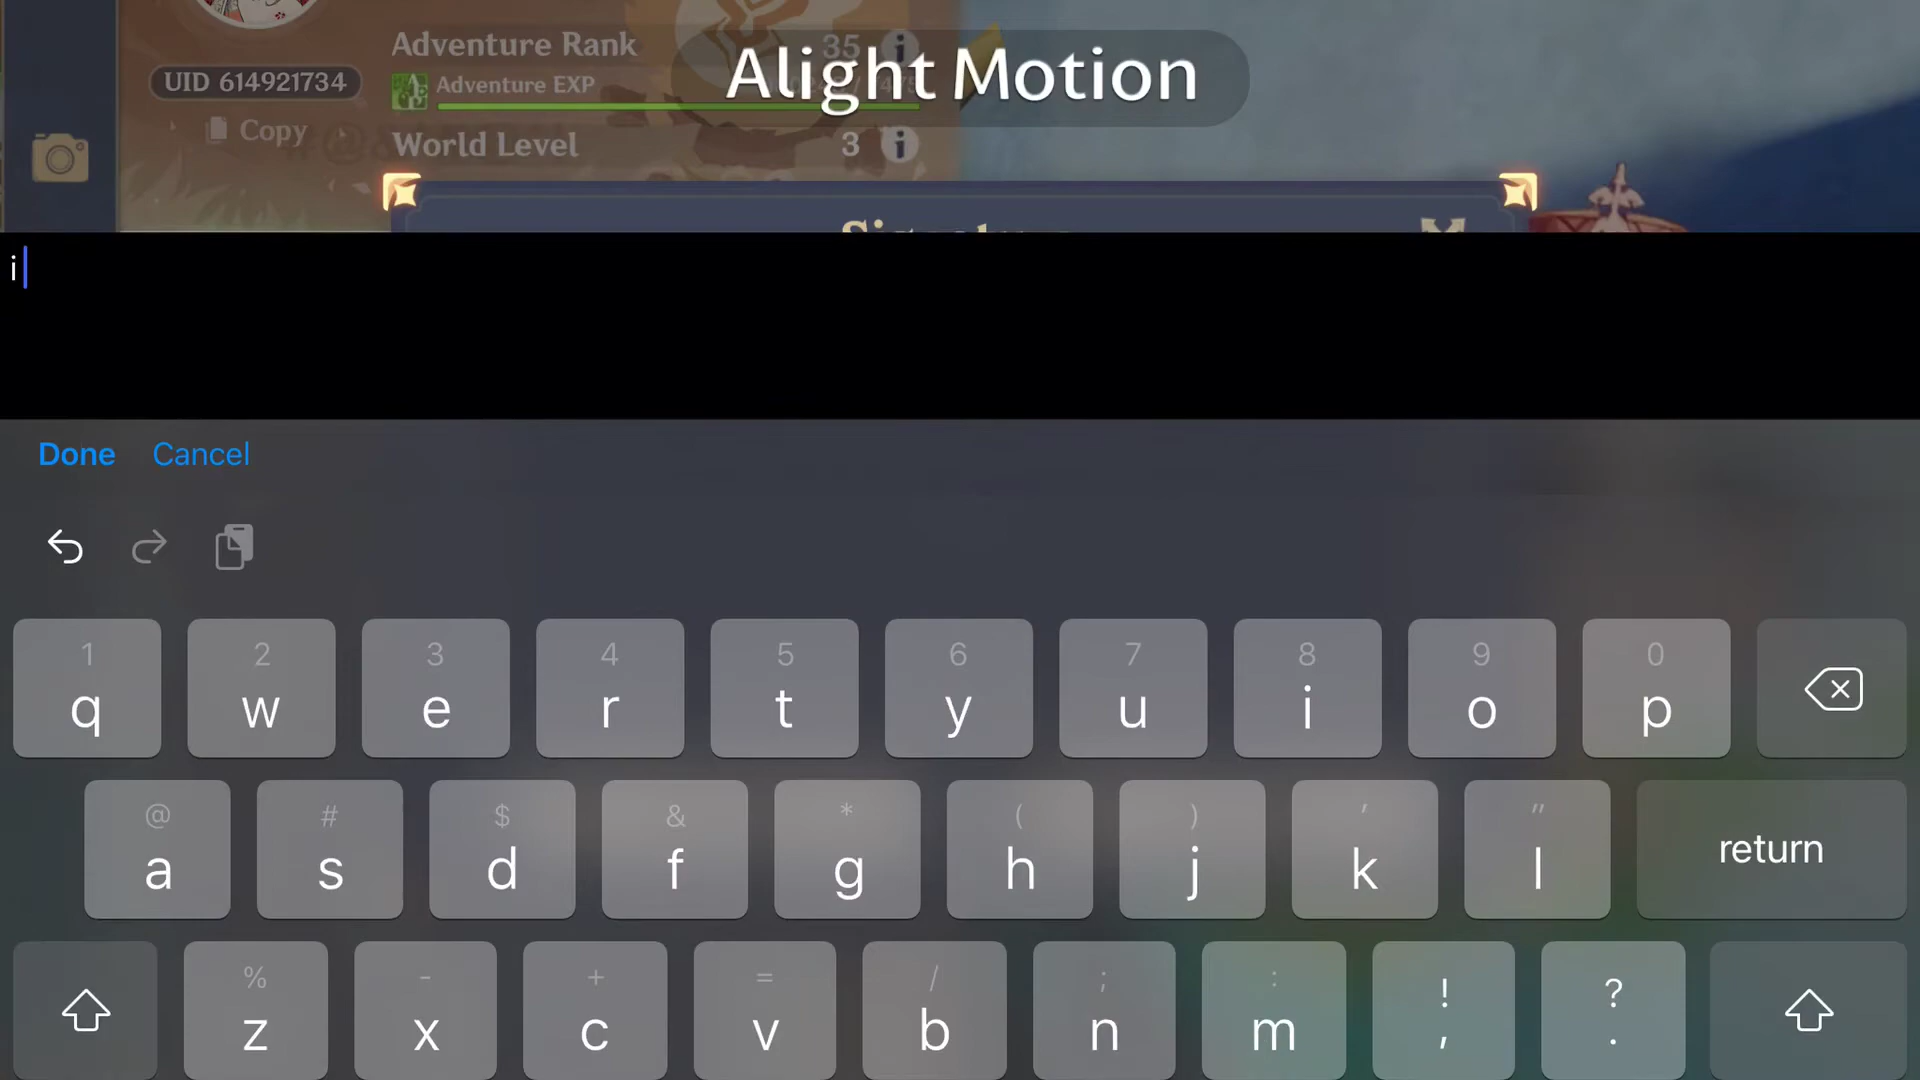 Adventure Rank 35
Alight Motion
UID 614921734
Adventure EXP
Copy
World Level 3
Signature
i
Done Cancel
1 2 3 4 5 6 7 8 9 0
q w e r t y u i o p
@ # $ & * ( ) ' "
a s d f g h j k l return
% - + = / ; : ! ?
z x c v b n m , .